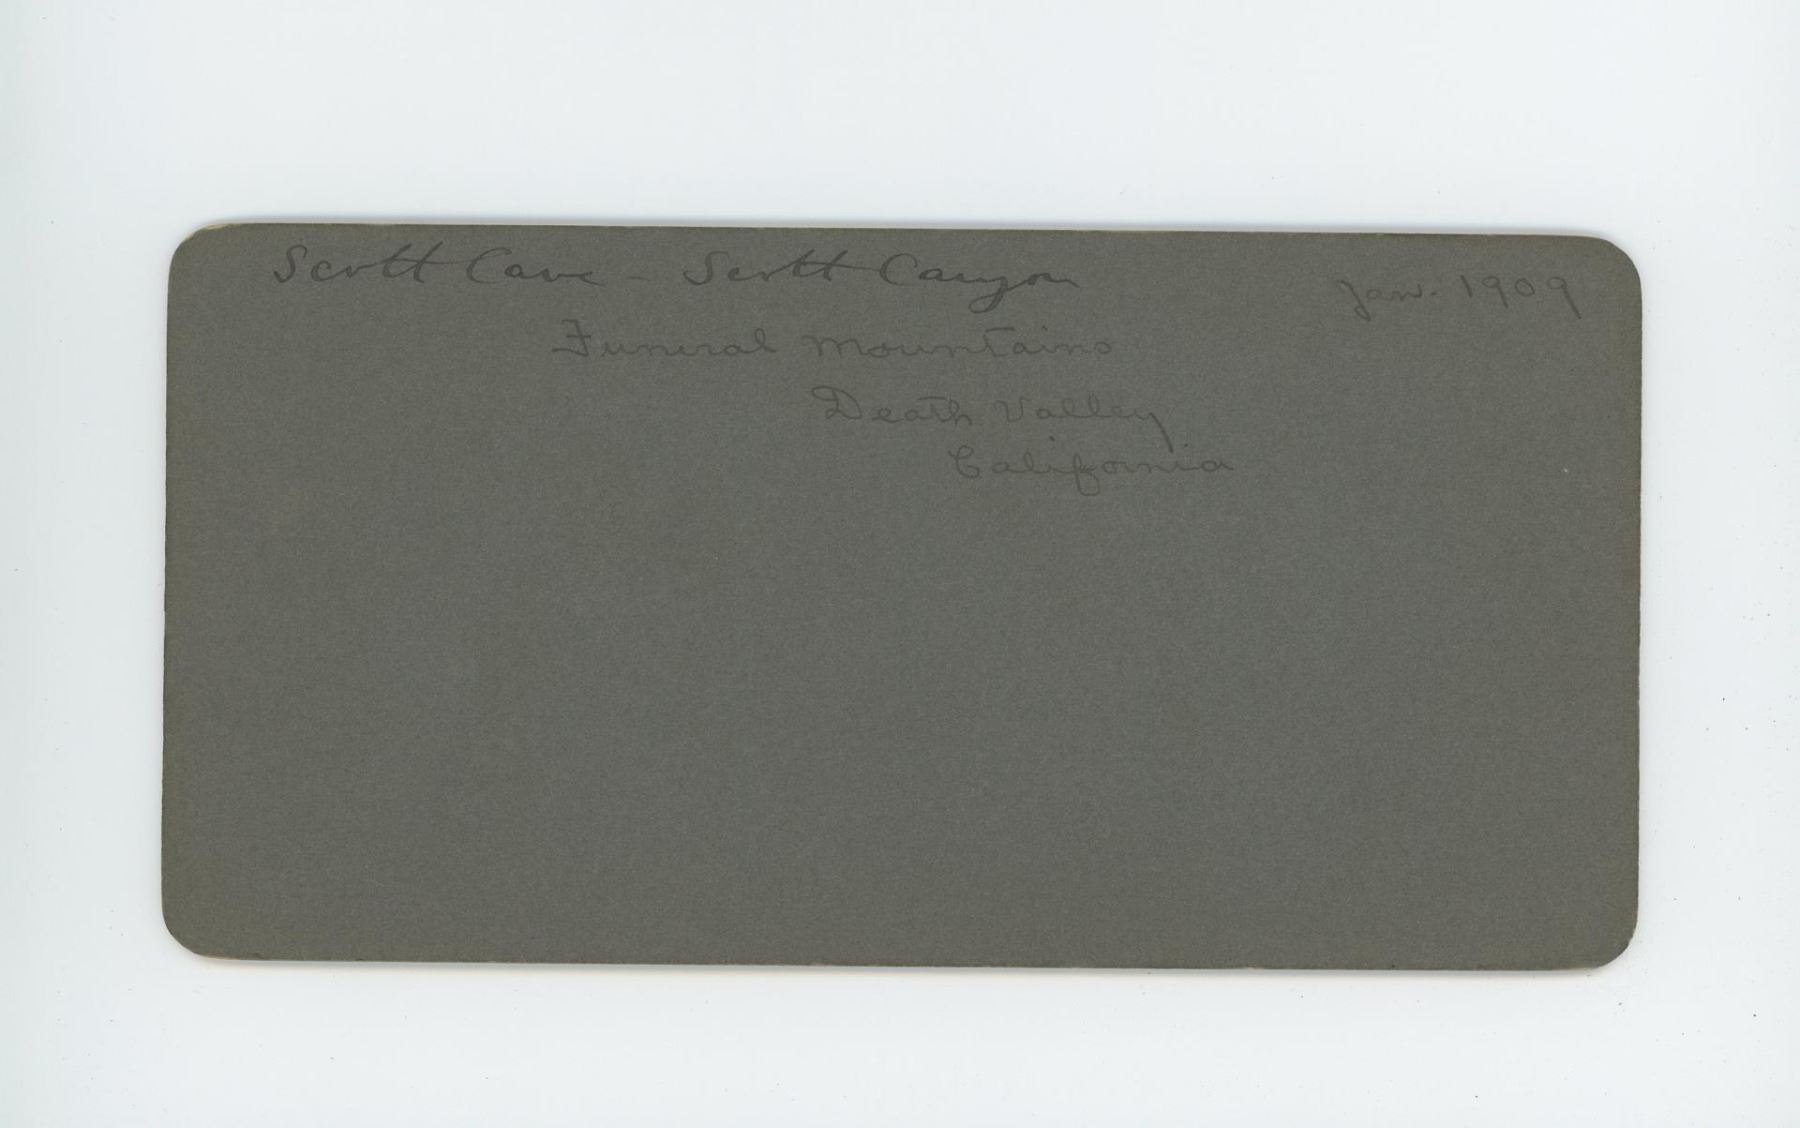 Scott Cave - Scott Canyon Jan. 1909
Funeral Mountains
Death Valley
California